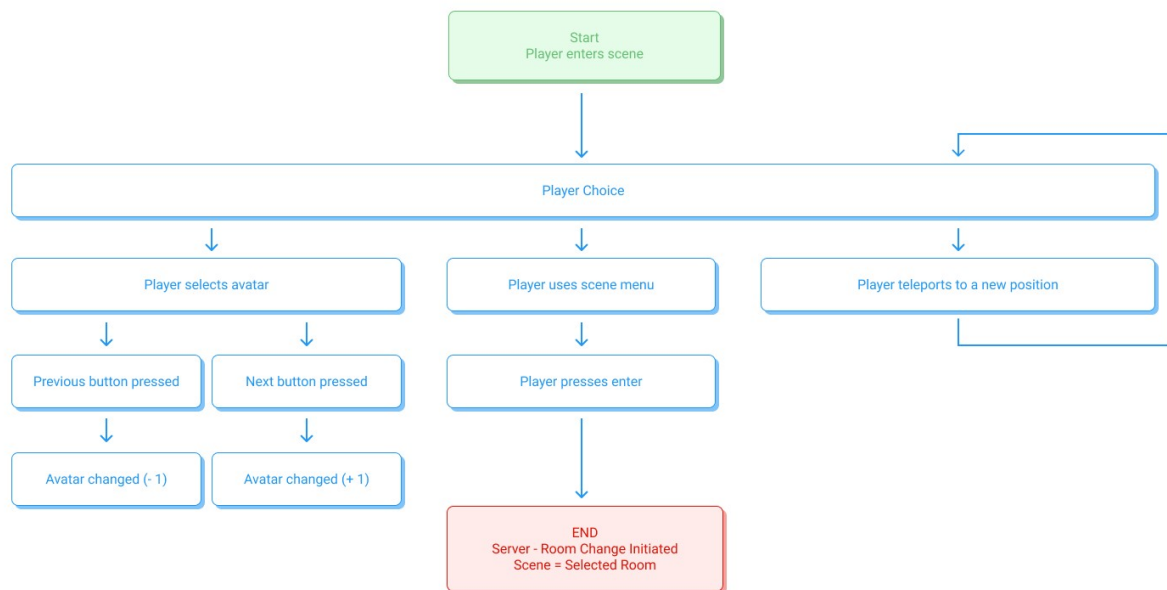 Start
Player enters scene
Player Choice
Player selects avatar
Player uses scene menu
Player teleports to a new position
Previous button pressed
Next button pressed
Player presses enter
Avatar changed (- 1)
Avatar changed (+ 1)
END
Server - Room Change Initiated
Scene = Selected Room